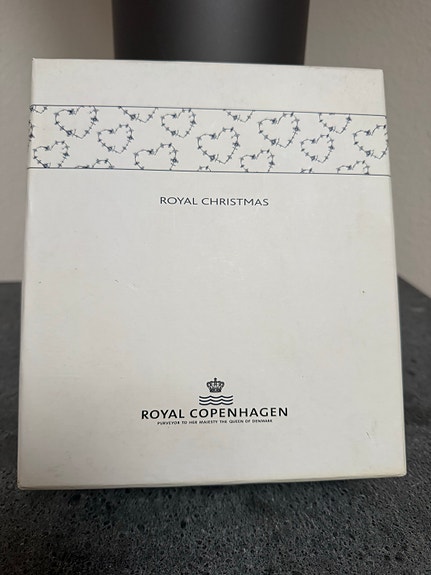 ROYAL CHRISTMAS
ROYAL COPENHAGEN
PURVEYOR TO HER MAJESTY THE QUEEN OF DENMARK